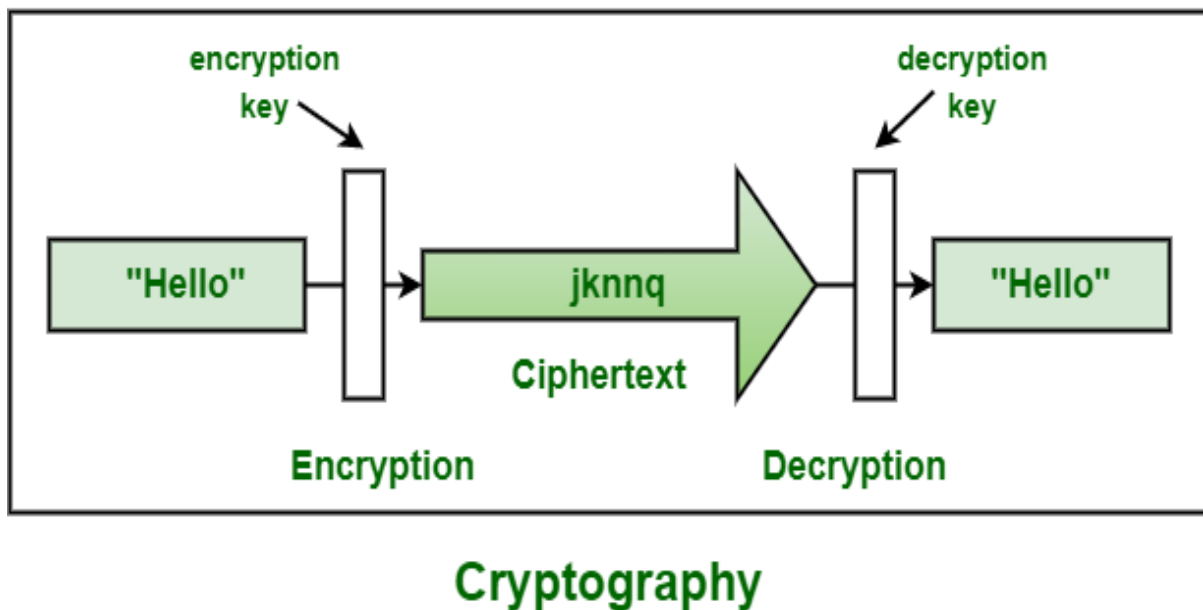 encryption
key
decryption
key
"Hello"
jknnq
"Hello"
Ciphertext
Encryption
Decryption
Cryptography